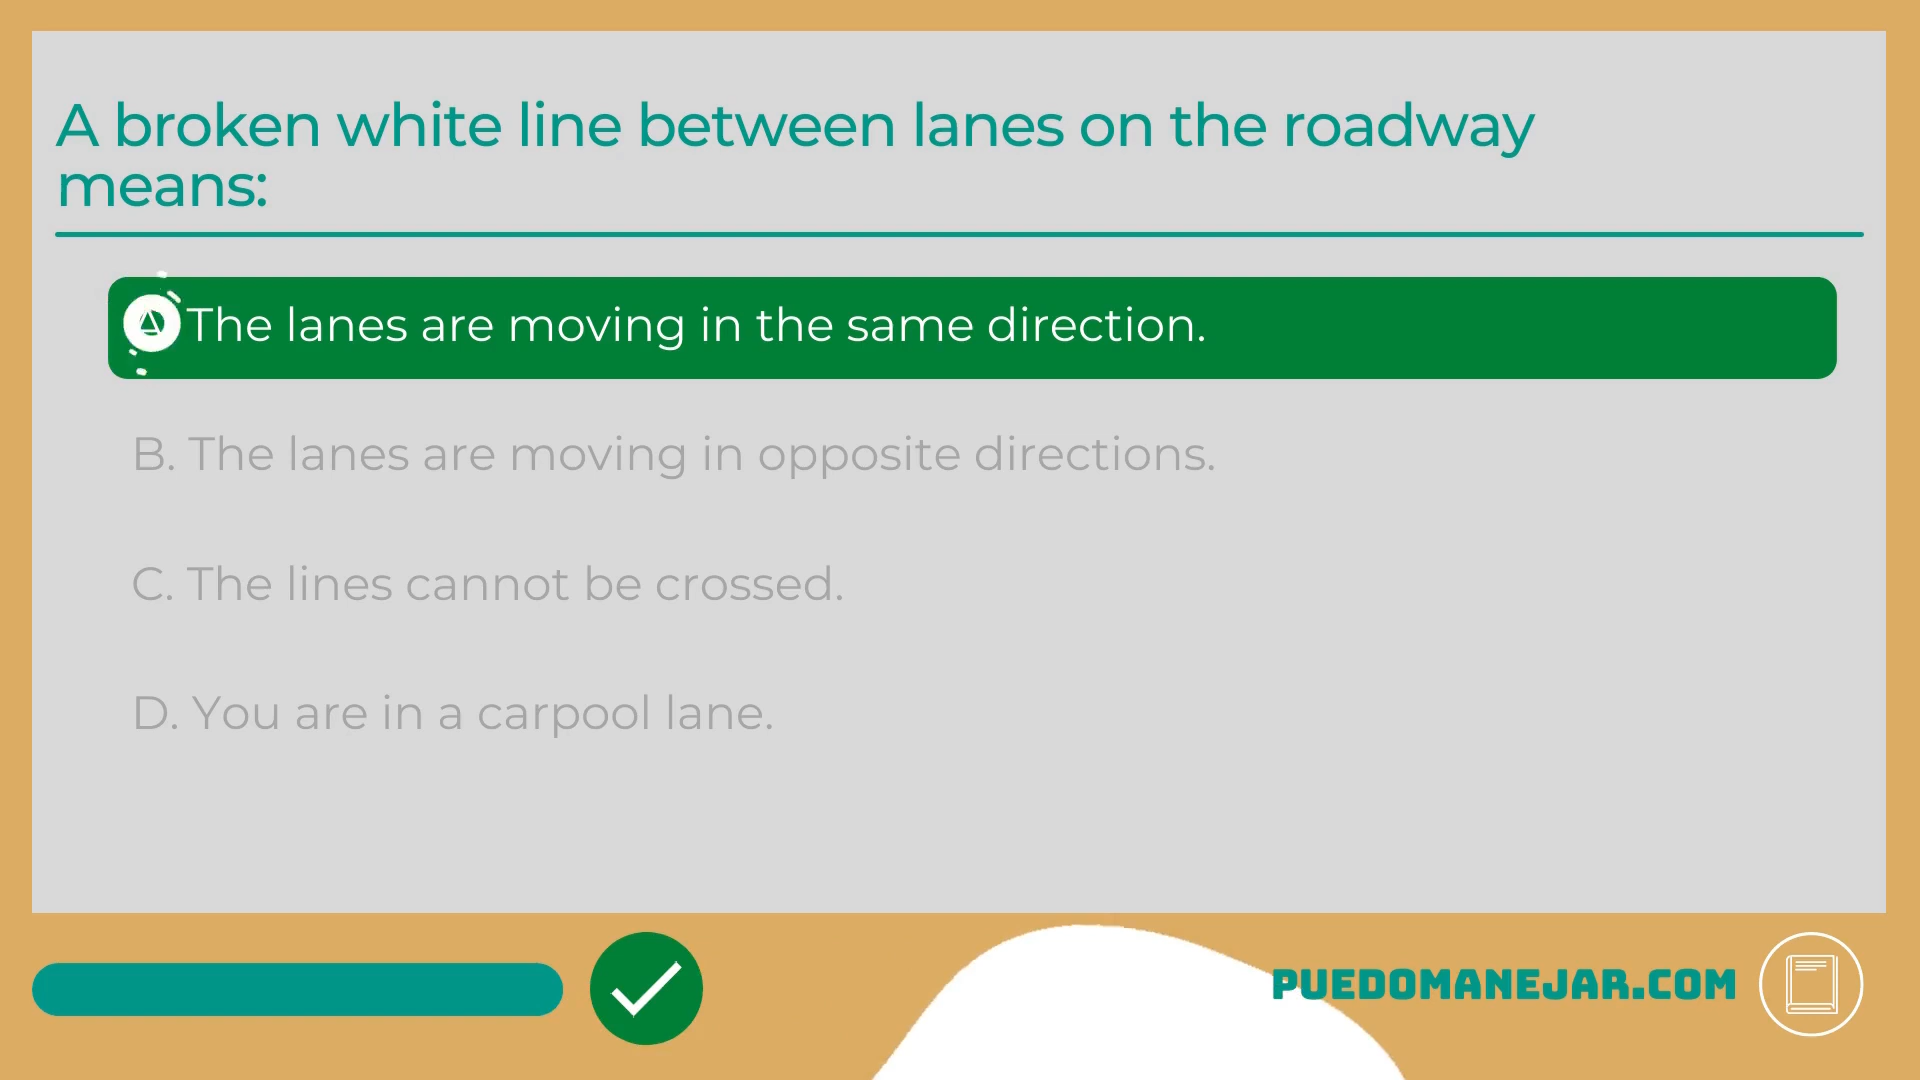 A broken white line between lanes on the roadway
means:
The lanes are moving in the same direction.
B. The lanes are moving in opposite directions.
C. The lines cannot be crossed.
D. You are in a carpool lane.
PUEDOMANEJAR.COM